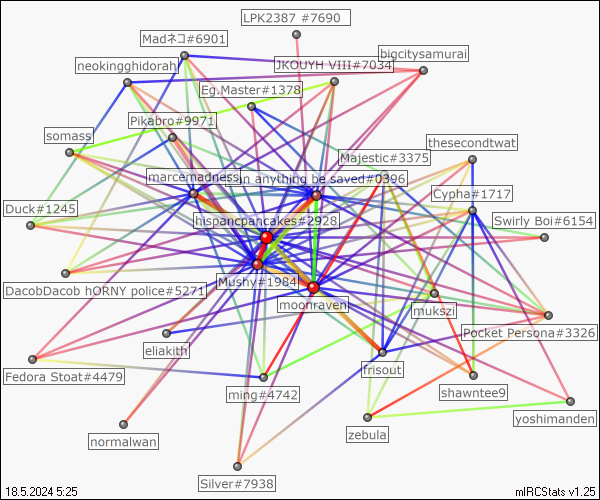 LPK2387 #7690
Madネコ#6901
bigcitysamurai
neokingghidorah
JKOUYH VIII#7034
Eg.Master#1378
Pikabro#9971
somass
thesecondtwat
Majestic#3375
marcemadness
an anything be saved#0396
Cypha#1717
Duck#1245
hispancpancakes#2928
Swirly Boi#6154
Mushy#1984
DacobDacob hORNY police#5271
moonraven
mukszi
Pocket Persona#3326
eliakith
Fedora Stoat#4479
frisout
ming#4742
shawntee9
yoshimanden
normalwan
zebula
Silver#7938
18.5.2024 5:25
mIRCStats v1.25